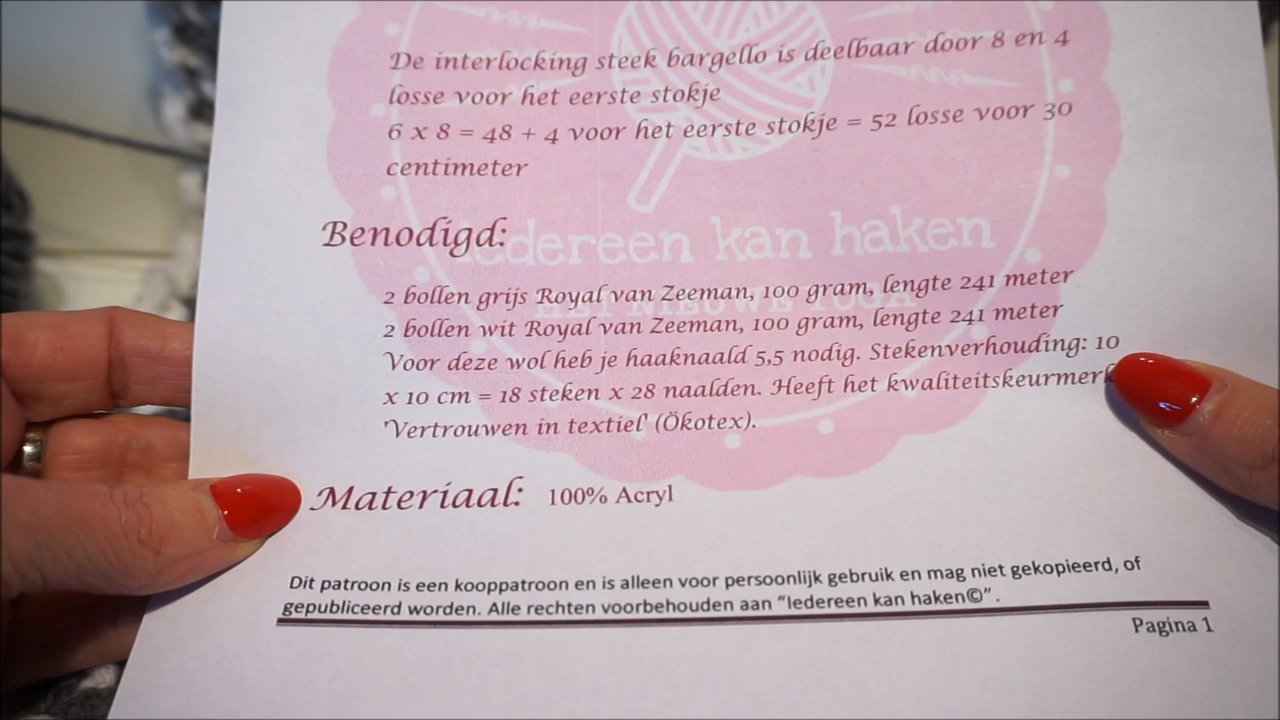 De interlocking steek bargello is deelbaar door 8 en 4
losse voor het eerste stokje
6 x 8 = 48 + 4 voor het eerste stokje = 52 losse voor 30
centimeter
Benodigd:
Iedereen kan haken
HET NIEUWE YOGA
2 bollen grijs Royal van Zeeman, 100 gram, lengte 241 meter
2 bollen wit Royal van Zeeman, 100 gram, lengte 241 meter
Voor deze wol heb je haaknaald 5,5 nodig. Stekenverhouding: 10
x 10 cm = 18 steken x 28 naalden. Heeft het kwaliteitskeurmerk
'Vertrouwen in textiel' (Ökotex).
Materiaal: 100% Acryl
Dit patroon is een kooppatroon en is alleen voor persoonlijk gebruik en mag niet gekopieerd, of
gepubliceerd worden. Alle rechten voorbehouden aan “Iedereen kan haken©”.
Pagina 1